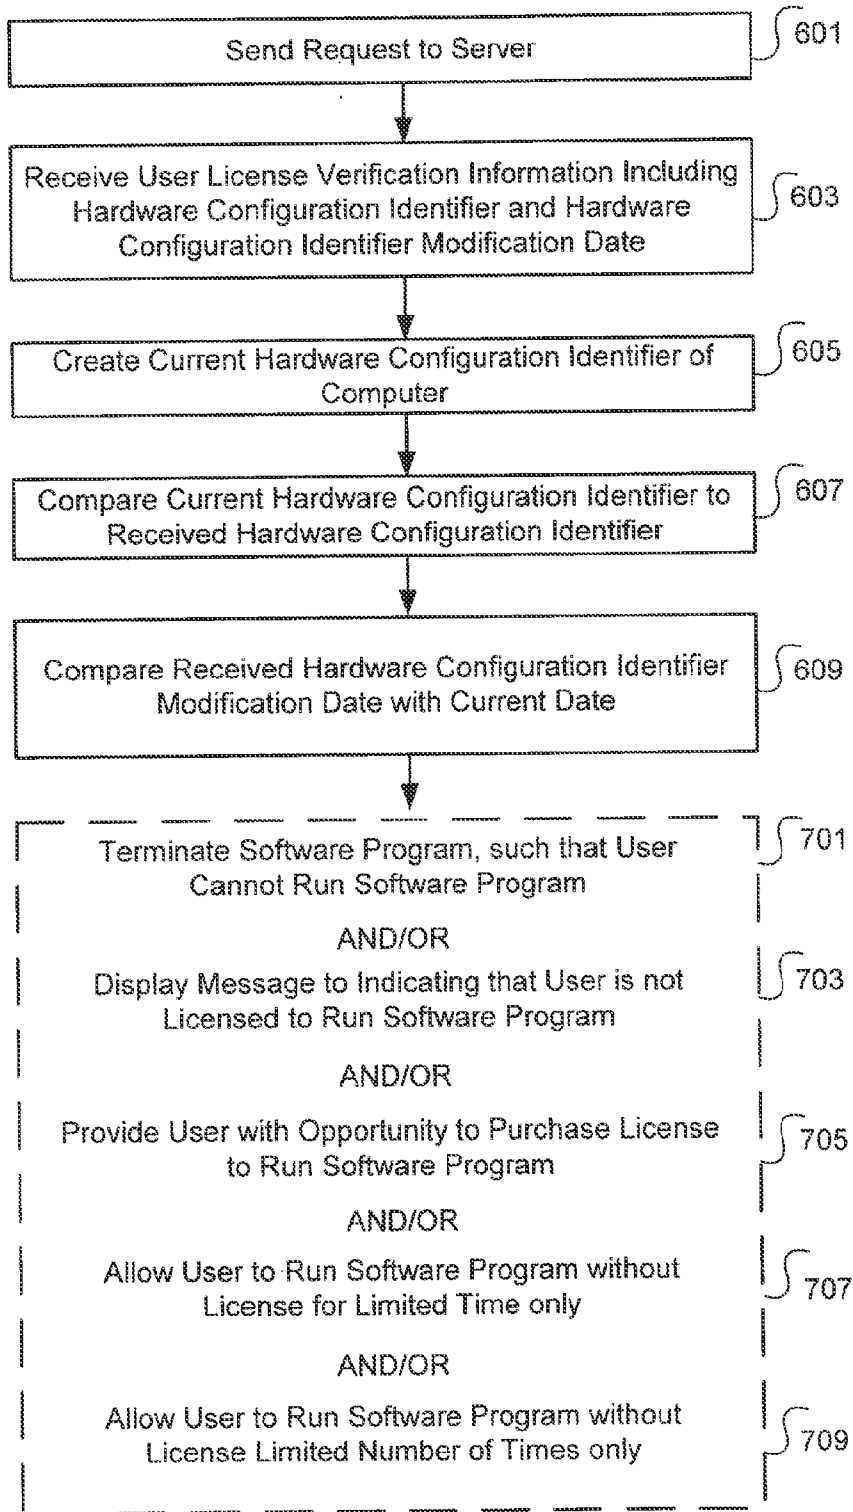 Send Request to Server
601
Receive User License Verification Information Including
Hardware Configuration Identifier and Hardware
Configuration Identifier Modification Date
603
Create Current Hardware Configuration Identifier of
Computer
605
Compare Current Hardware Configuration Identifier to
Received Hardware Configuration Identifier
607
Compare Received Hardware Configuration Identifier
Modification Date with Current Date
609
Terminate Software Program, such that User
Cannot Run Software Program
701
AND/OR
Display Message to Indicating that User is not
Licensed to Run Software Program
703
AND/OR
Provide User with Opportunity to Purchase License
to Run Software Program
705
AND/OR
Allow User to Run Software Program without
License for Limited Time only
707
AND/OR
Allow User to Run Software Program without
License Limited Number of Times only
709